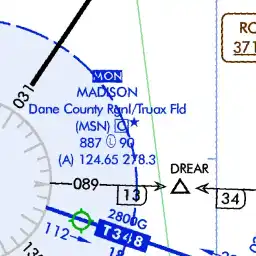 RO
371
MON
MADISON
031
Dane County Rgnl/Truax Fld
(MSN) C
887 L 90
(A) 124.65 278.3
DREAR
089
13
34
2800G
T348
112
18